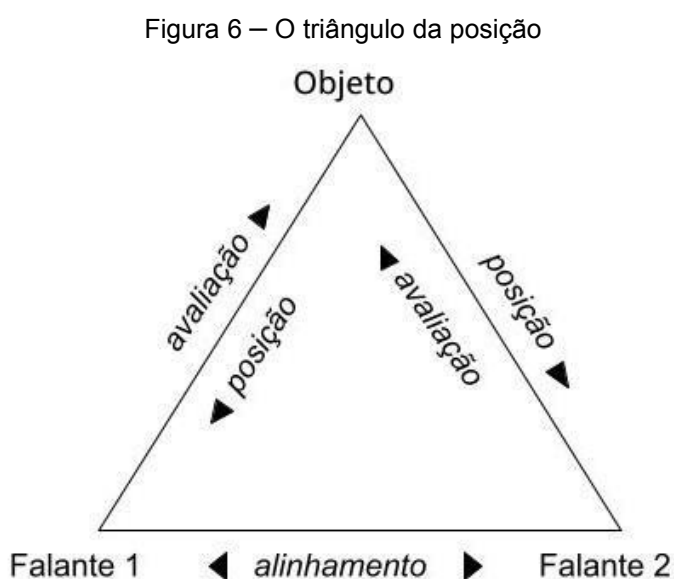 Figura 6 — O triângulo da posição
Objeto
avaliação
posição
avaliação
posição
Falante 1
alinhamento
Falante 2